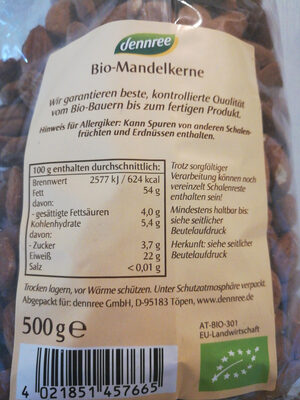 dennree
Bio-Mandelkerne
Wir garantieren beste, kontrollierte Qualität
vom Bio-Bauern bis zum fertigen Produkt.
Hinweis für Allergiker: Kann Spuren von anderen Schalen-
früchten und Erdnüssen enthalten.
100 g enthalten durchschnittlich:
Brennwert 2577 kJ / 624 kcal
Fett 54 g
davon:
- gesättigte Fettsäuren 4,0 g
Kohlenhydrate 5,4 g
davon:
- Zucker 3,7 g
Eiweiß 22 g
Salz < 0,01 g
Trotz sorgfältiger
Verarbeitung können noch
vereinzelt Schalenreste
enthalten sein!
Mindestens haltbar bis:
siehe seitlicher
Beutelaufdruck
Herkunft: siehe seitlicher
Beutelaufdruck
Trocken lagern, vor Wärme schützen. Unter Schutzatmosphäre verpackt.
Abgepackt für: dennree GmbH, D-95183 Töpen, www.dennree.de
500 g e
AT-BIO-301
EU-Landwirtschaft
4 021851 457665